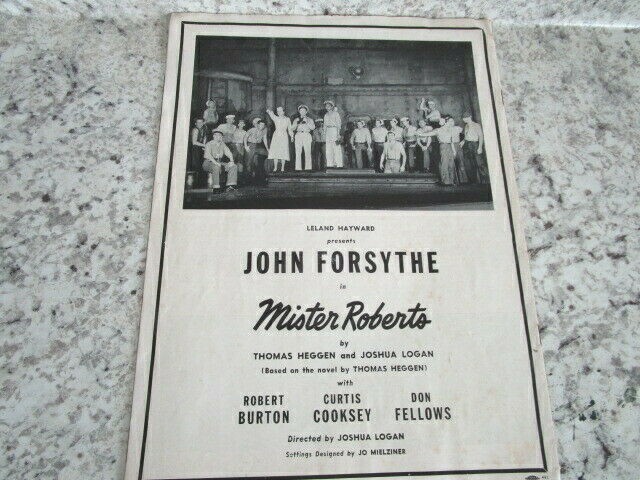 LELAND HAYWARD
presents
JOHN FORSYTHE
in
Mister Roberts
by
THOMAS HEGGEN and JOSHUA LOGAN
(Based on the novel by THOMAS HEGGEN)
with
ROBERT CURTIS DON
BURTON COOKSEY FELLOWS
Directed by JOSHUA LOGAN
Settings Designed by JO MIELZINER